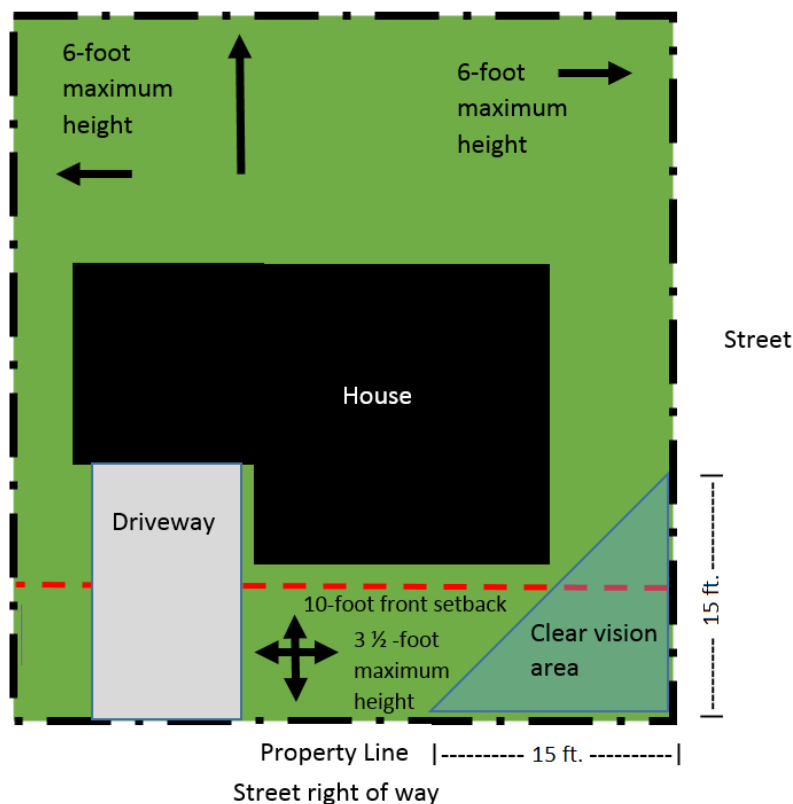 6-foot
maximum
height
6-foot
maximum
height
Street
House
Driveway
10-foot front setback
3 ½ -foot
maximum
height
Clear vision
area
|----------- 15 ft. -----------|
Property Line
|----------- 15 ft. ----------|
Street right of way